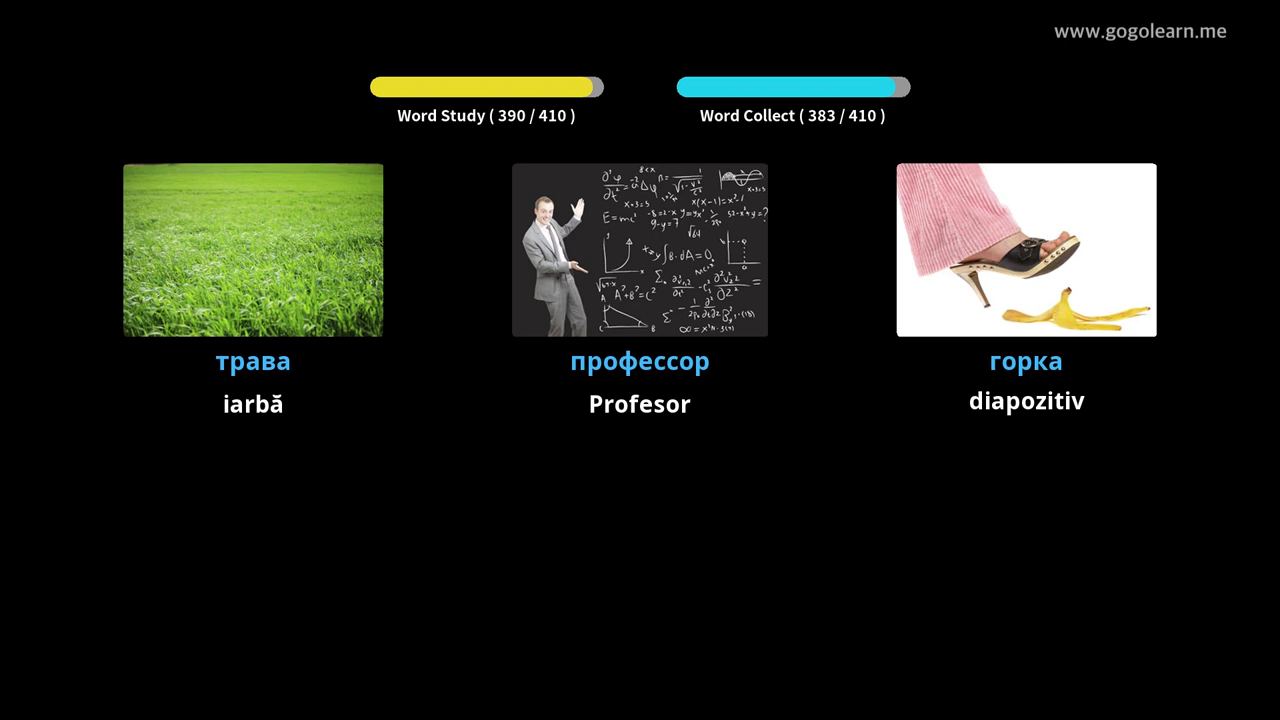 www.gogolearn.me
Word Study ( 390 / 410 )
Word Collect ( 383 / 410 )
трава
профессор
горка
iarbă
Profesor
diapozitiv